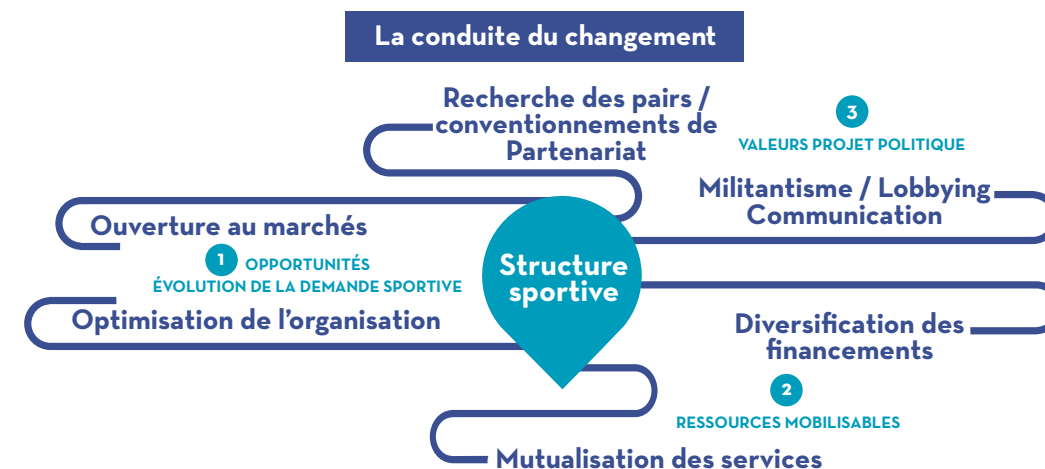 La conduite du changement
Recherche des pairs /
conventionnements de
Partenariat
3
VALEURS PROJET POLITIQUE
Militantisme / Lobbying
Communication
Ouverture au marchés
1 OPPORTUNITÉS
ÉVOLUTION DE LA DEMANDE SPORTIVE
Optimisation de l'organisation
Structure
sportive
Diversification des
financements
2
RESSOURCES MOBILISABLES
Mutualisation des services